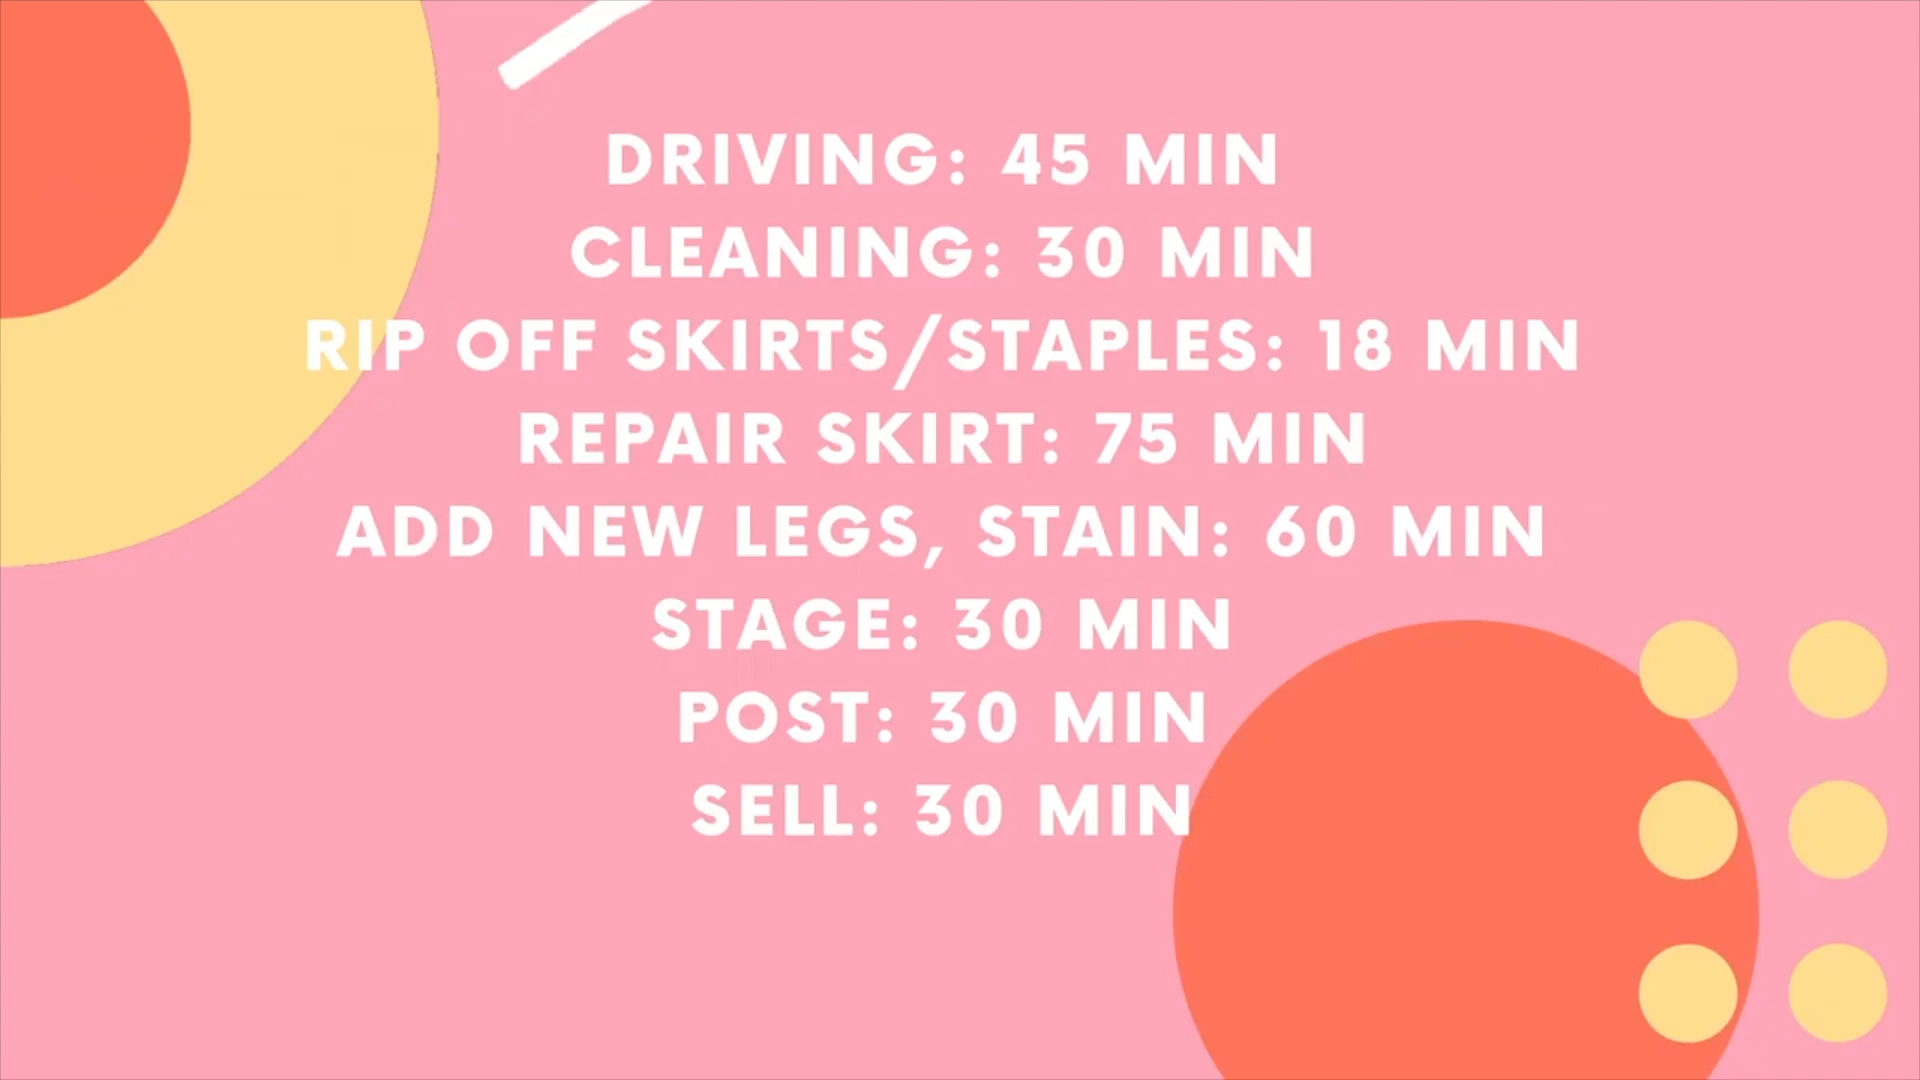 DRIVING: 45 MIN
CLEANING: 30 MIN
RIP OFF SKIRTS/STAPLES: 18 MIN
REPAIR SKIRT: 75 MIN
ADD NEW LEGS, STAIN: 60 MIN
STAGE: 30 MIN
POST: 30 MIN
SELL: 30 MIN